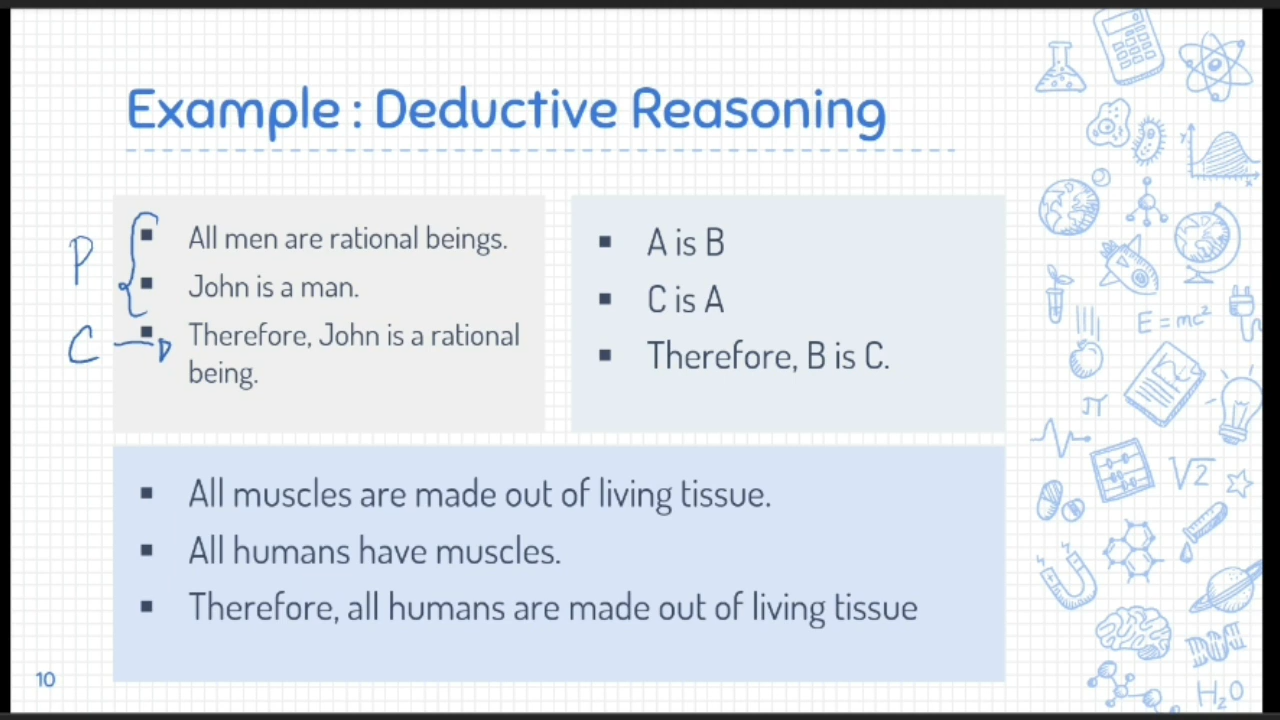 Example : Deductive Reasoning
P
C
■ All men are rational beings.
■ John is a man.
■ Therefore, John is a rational
being.
■ A is B
■ C is A
■ Therefore, B is C.
■ All muscles are made out of living tissue.
■ All humans have muscles.
■ Therefore, all humans are made out of living tissue
10
y
x
E=mc²
π
√2
H₂O